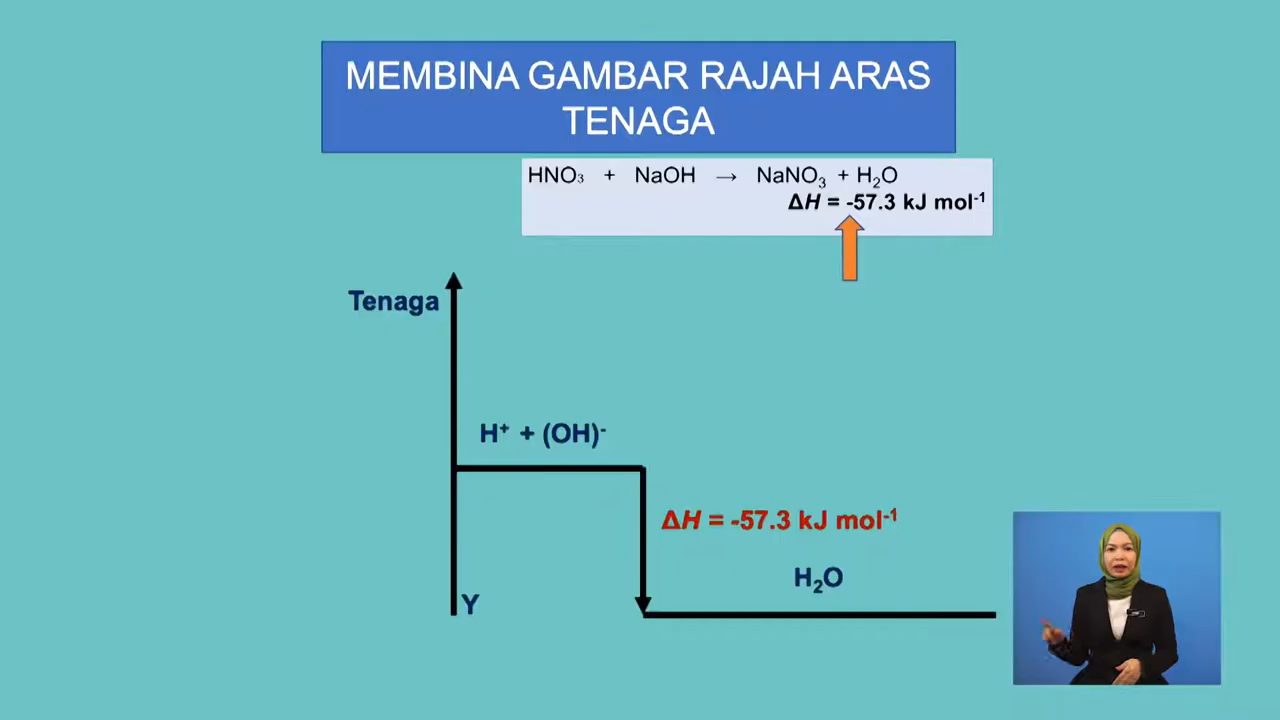 MEMBINA GAMBAR RAJAH ARAS
TENAGA
HNO₃ + NaOH → NaNO₃ + H₂O
ΔH = -57.3 kJ mol⁻¹
Tenaga
H⁺ + (OH)⁻
ΔH = -57.3 kJ mol⁻¹
H₂O
Y